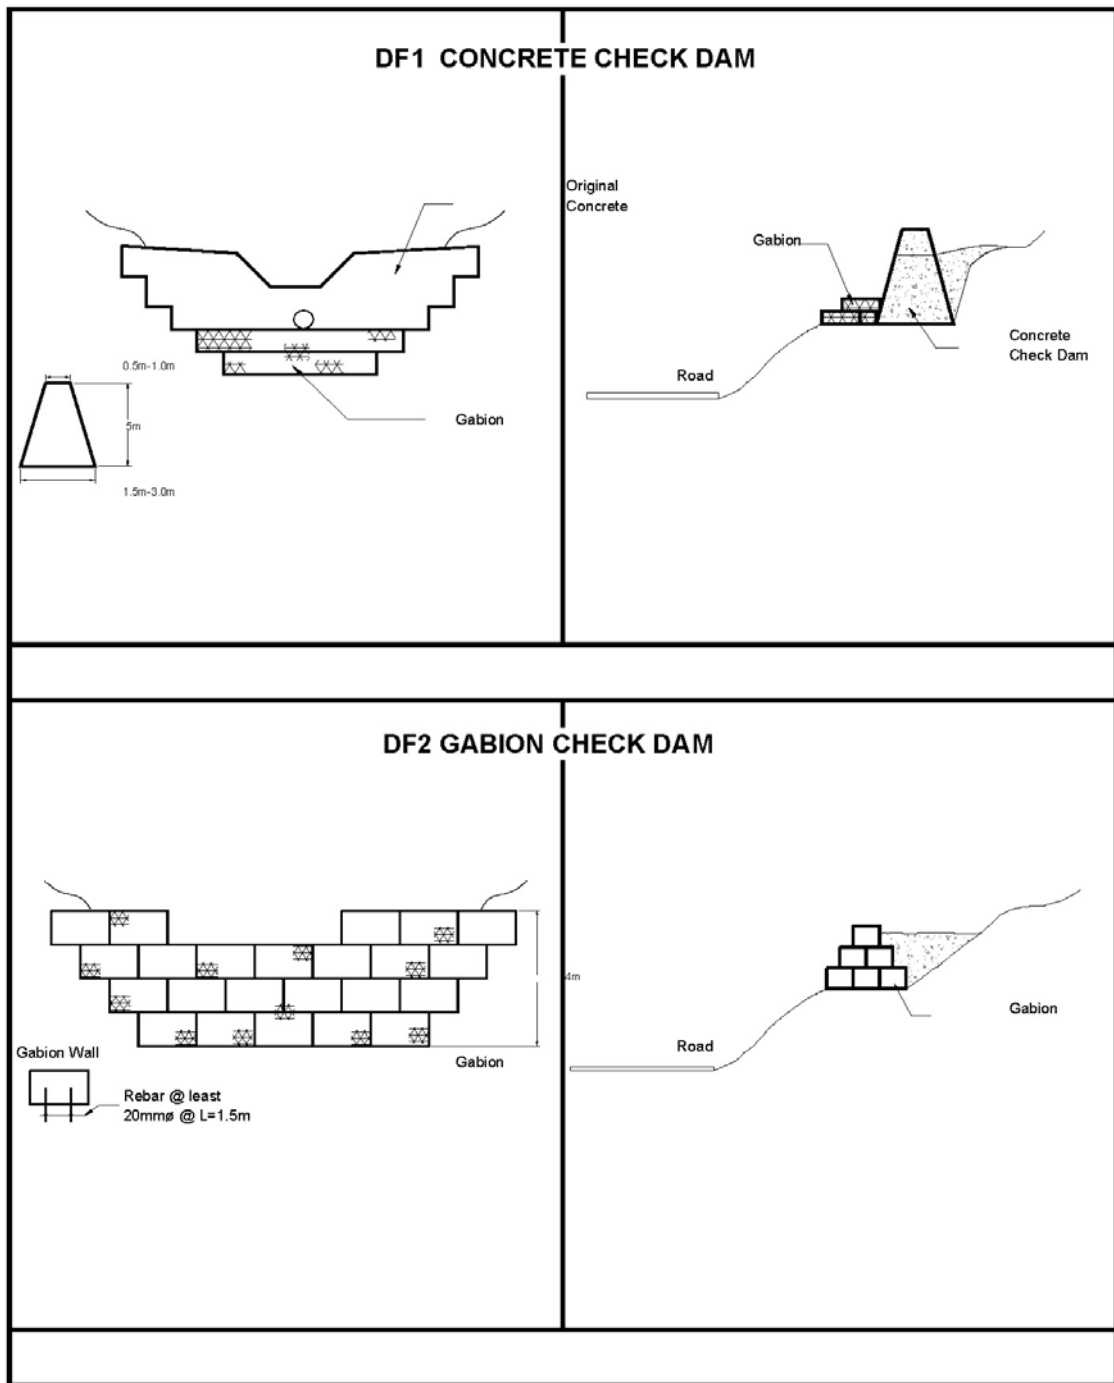 DF1 CONCRETE CHECK DAM
Original
Concrete
Gabion
0.5m-1.0m
5m
1.5m-3.0m
Gabion
Road
Concrete
Check Dam
DF2 GABION CHECK DAM
4m
Gabion Wall
Gabion
Rebar @ least
20mmø @ L=1.5m
Road
Gabion